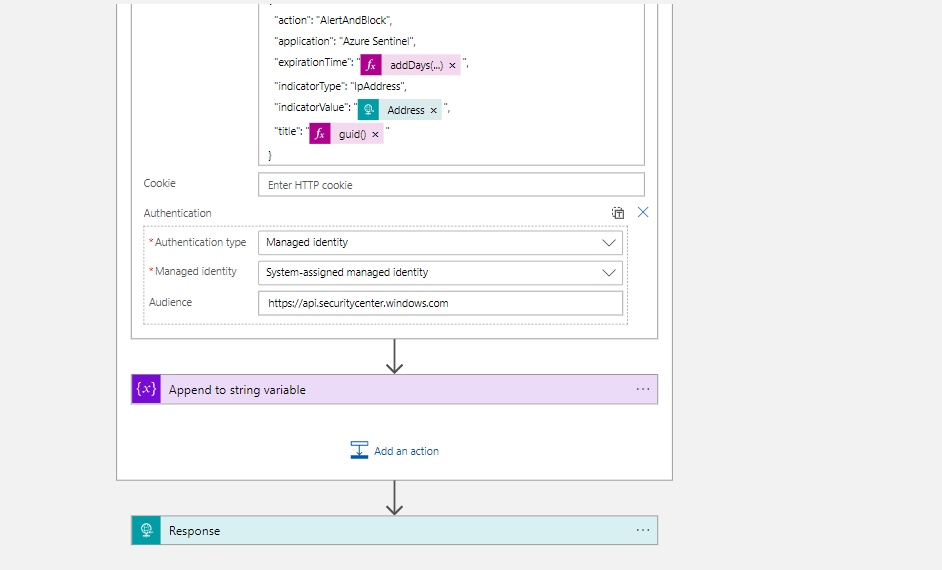 "action": "AlertAndBlock",
"application": "Azure Sentinel",
"expirationTime": " fx addDays(...) × ",
"indicatorType": "IpAddress",
"indicatorValue": " Address × ",
"title": " fx guid() × "
}
Cookie Enter HTTP cookie
Authentication
* Authentication type Managed identity
* Managed identity System-assigned managed identity
Audience https://api.securitycenter.windows.com
{x} Append to string variable ...
Add an action
Response ...